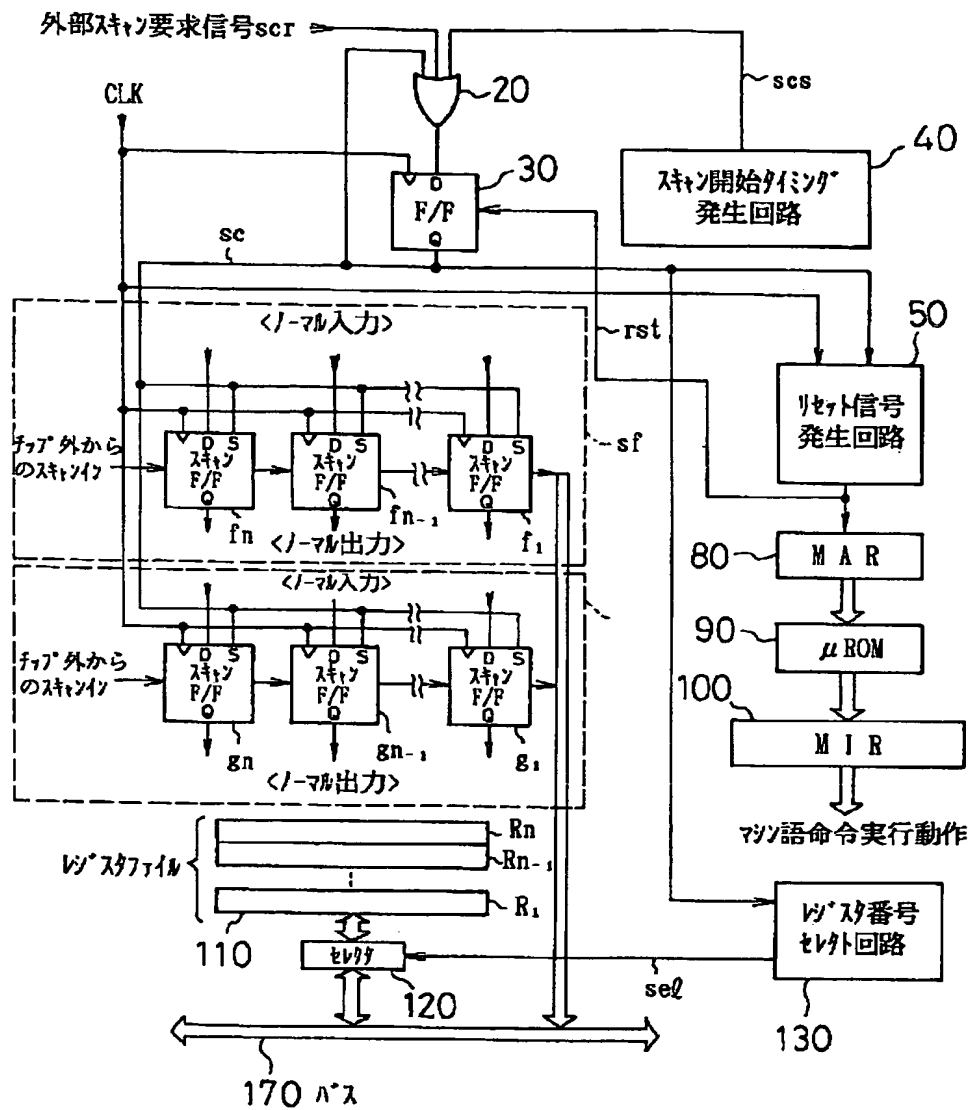 外部スキャン要求信号scr
CLK
20
scs
40
スキャン開始タイミング
発生回路
30
D
F/F
Q
sc
rst
50
リセット信号
発生回路
<ノーマル入力>
チップ外から
のスキャンイン
D S
スキャン
F/F
Q
fn
D S
スキャン
F/F
Q
fn-1
D S
スキャン
F/F
Q
f1
sf
<ノーマル出力>
80
MAR
90
μROM
100
MIR
マシン語命令実行動作
<ノーマル入力>
チップ外から
のスキャンイン
D S
スキャン
F/F
Q
gn
D S
スキャン
F/F
Q
gn-1
D S
スキャン
F/F
Q
g1
<ノーマル出力>
レジスタファイル
Rn
Rn-1
R1
110
セレクタ
120
sel
レジスタ番号
セレクト回路
130
170 バス